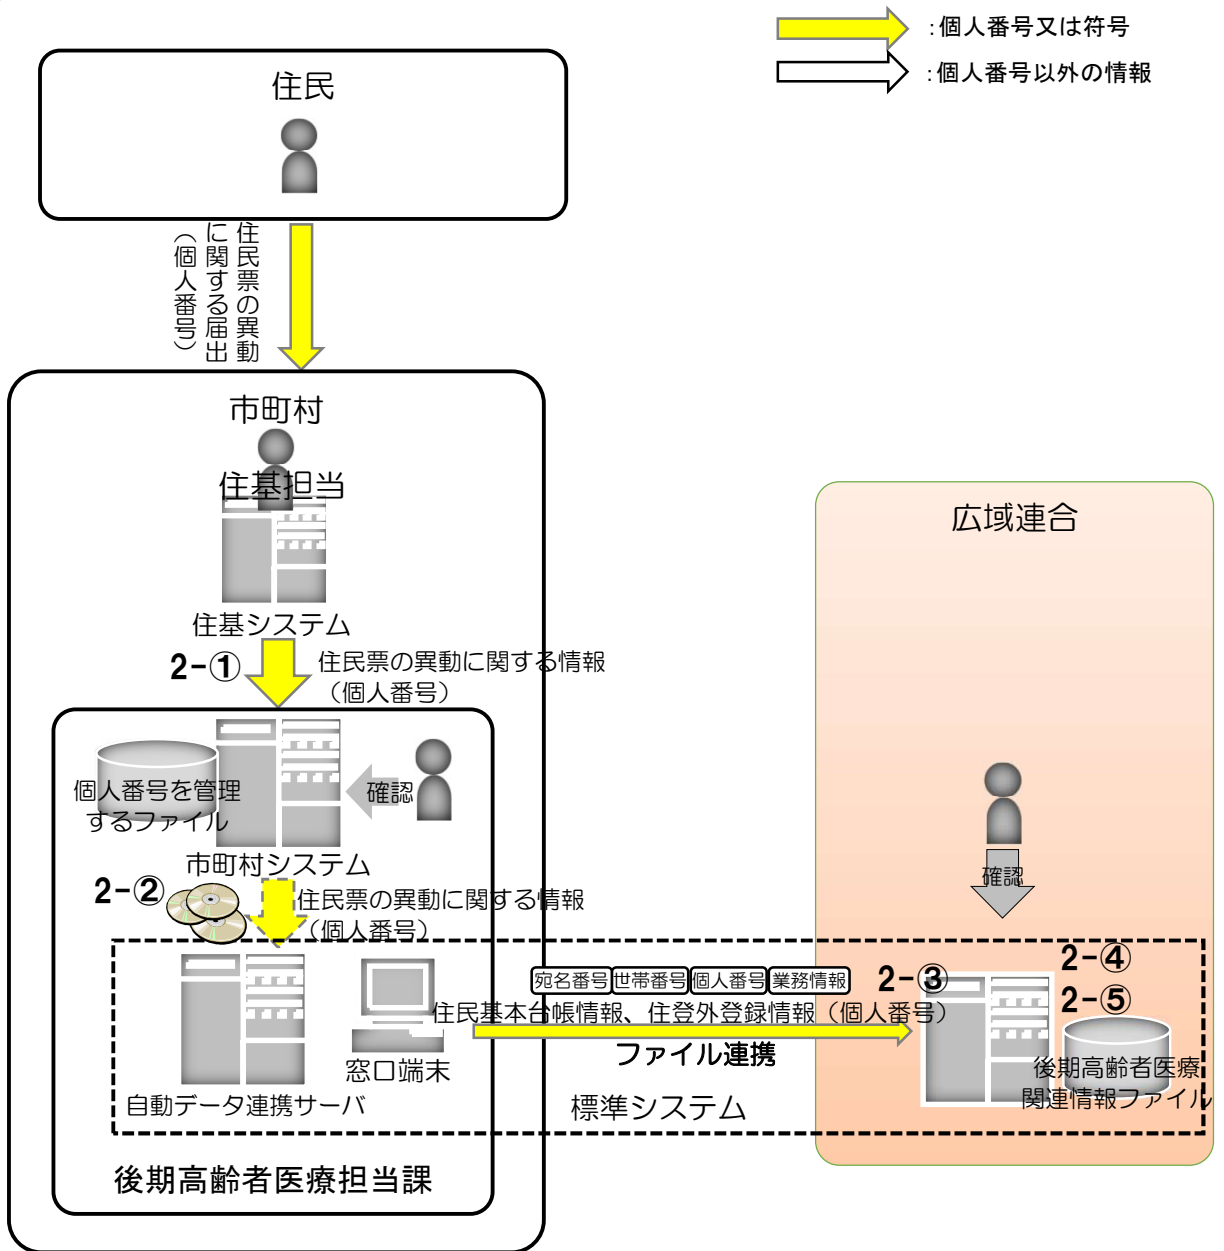 :個人番号又は符号
:個人番号以外の情報
住民
住民票の異動
に関する届出
（個人番号）
市町村
住基担当
住基システム
2-①
住民票の異動に関する情報
（個人番号）
個人番号を管理
するファイル
確認
市町村システム
2-②
住民票の異動に関する情報
（個人番号）
広域連合
確認
宛名番号 世帯番号 個人番号 業務情報
2-③
2-④
2-⑤
住民基本台帳情報、住登外登録情報（個人番号）
ファイル連携
窓口端末
自動データ連携サーバ
標準システム
後期高齢者医療
関連情報ファイル
後期高齢者医療担当課